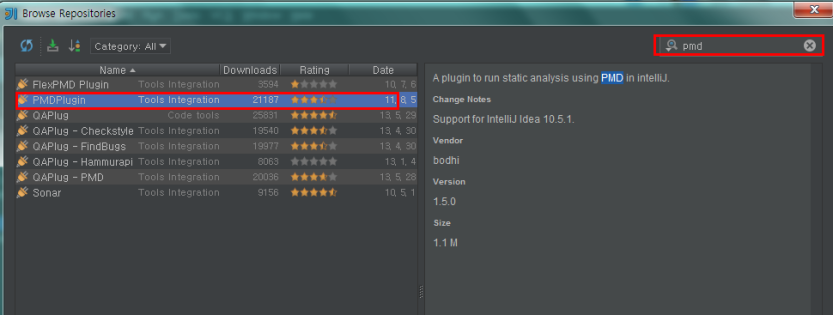 Browse Repositories
Category: All
pmd
Name Downloads Rating Date
FlexPMD Plugin Tools Integration 3594 10, 7, 6
PMDPlugin Tools Integration 21187 11, 8, 5
QAPlug Code tools 25831 13, 5, 29
QAPlug - Checkstyle Tools Integration 19540 13, 4, 30
QAPlug - FindBugs Tools Integration 19977 13, 4, 30
QAPlug - Hammurapi Tools Integration 8063 13, 1, 4
QAPlug - PMD Tools Integration 20036 13, 5, 28
Sonar Tools Integration 9156 10, 5, 1
A plugin to run static analysis using PMD in intelliJ.
Change Notes
Support for IntelliJ Idea 10.5.1.
Vendor
bodhi
Version
1.5.0
Size
1.1 M